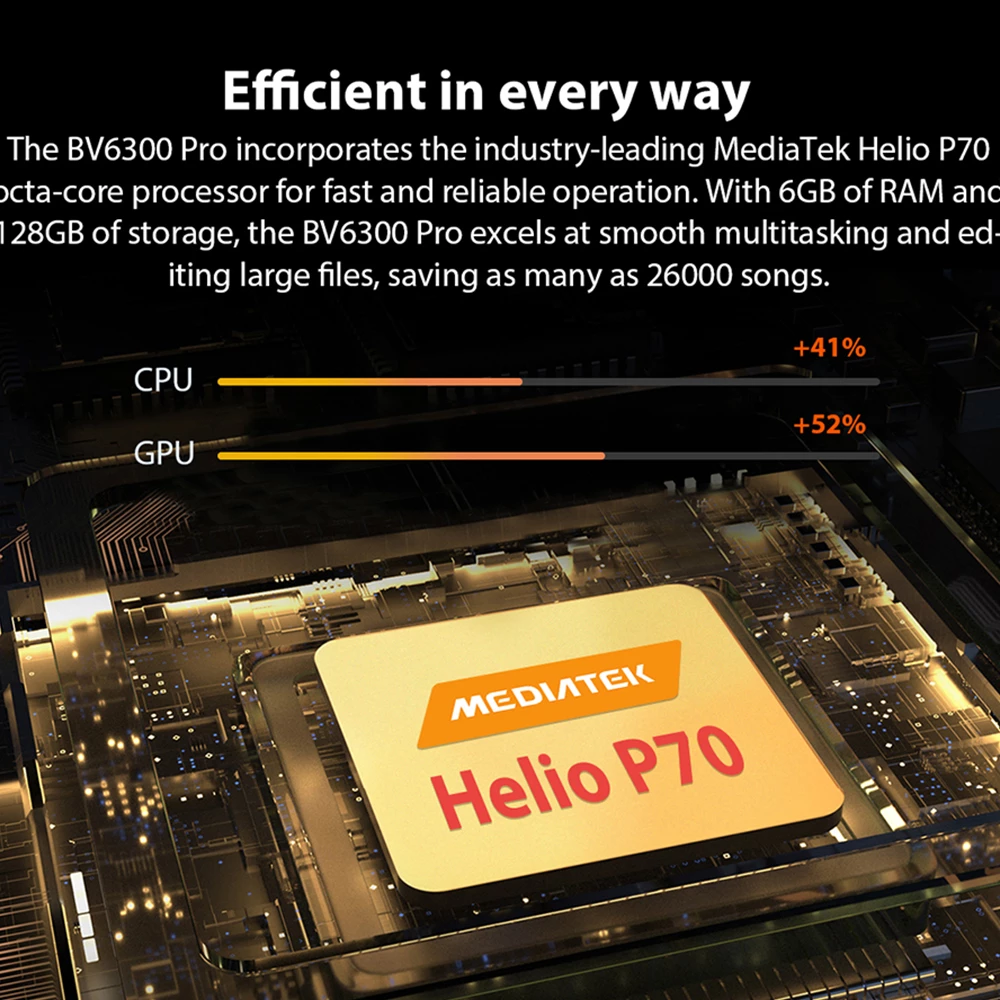 Efficient in every way
The BV6300 Pro incorporates the industry-leading MediaTek Helio P70
octa-core processor for fast and reliable operation. With 6GB of RAM and
128GB of storage, the BV6300 Pro excels at smooth multitasking and ed-
iting large files, saving as many as 26000 songs.
+41%
CPU
+52%
GPU
MEDIATEK
Helio P70